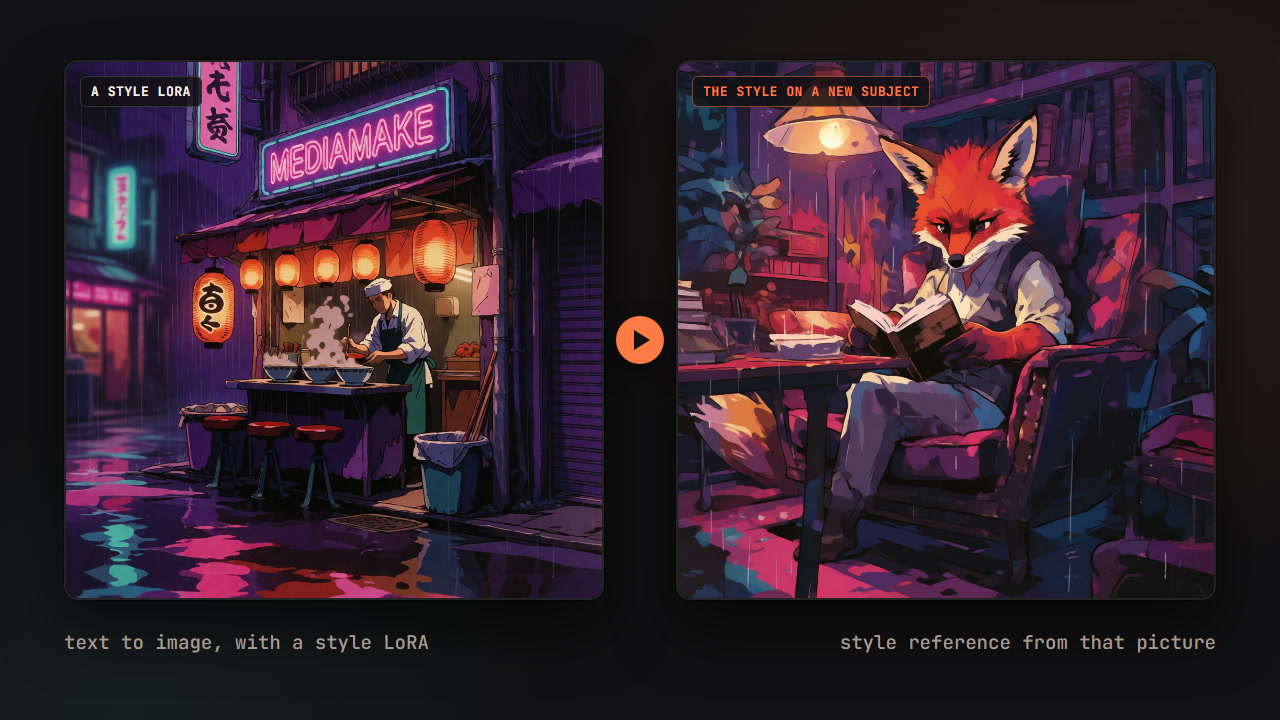 A STYLE LORA
MEDIAMAKE
THE STYLE ON A NEW SUBJECT
text to image, with a style LoRA
style reference from that picture